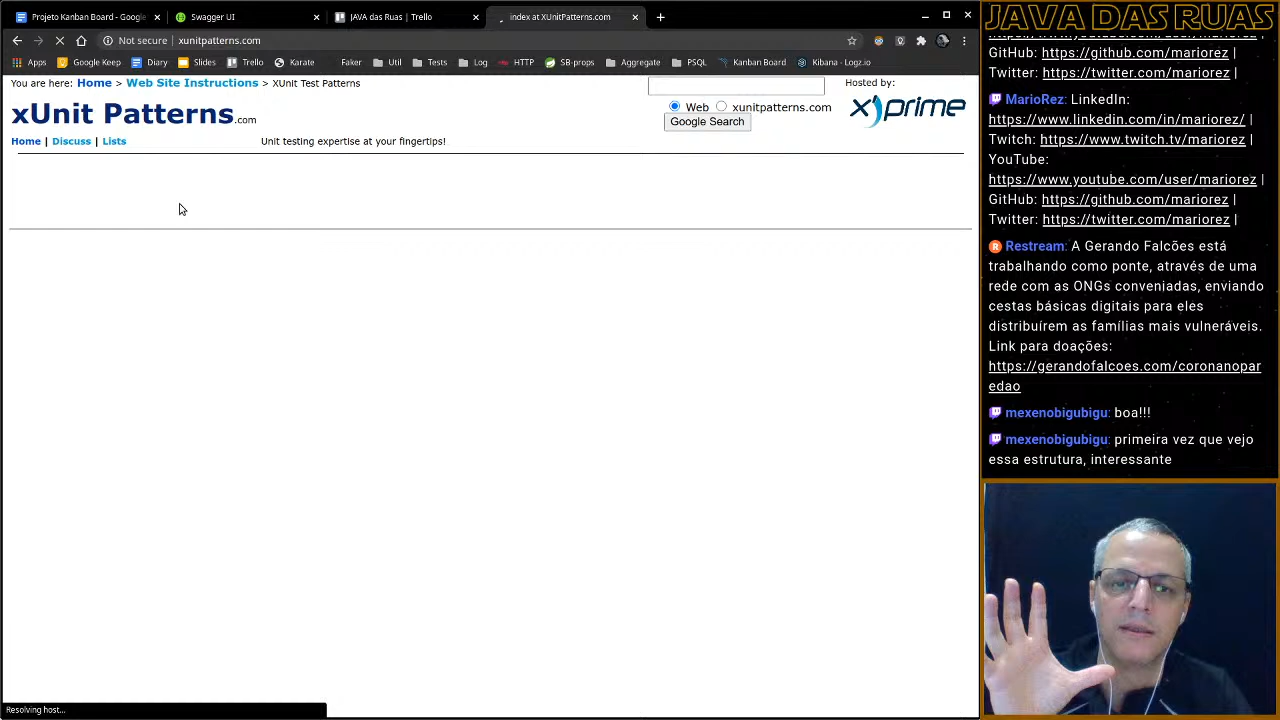 Projeto Kanban Board - Google
Swagger UI
JAVA das Ruas | Trello
index at XUnitPatterns.com
Not secure | xunitpatterns.com
Apps Google Keep Diary Slides Trello Karate Faker Util Tests Log HTTP SB-props Aggregate PSQL Kanban Board Kibana - Logz.io
You are here: Home > Web Site Instructions > XUnit Test Patterns
Hosted by:
xUnit Patterns.com
Web xunitpatterns.com
Google Search
x)prime
Home | Discuss | Lists
Unit testing expertise at your fingertips!
Resolving host...
JAVA DAS RUAS
GitHub: https://github.com/mariorez |
Twitter: https://twitter.com/mariorez
MarioRez: LinkedIn:
https://www.linkedin.com/in/mariorez/ |
Twitch: https://www.twitch.tv/mariorez |
YouTube:
https://www.youtube.com/user/mariorez |
GitHub: https://github.com/mariorez |
Twitter: https://twitter.com/mariorez |
Restream: A Gerando Falcões está
trabalhando como ponte, através de uma
rede com as ONGs conveniadas, enviando
cestas básicas digitais para eles
distribuírem as famílias mais vulneráveis.
Link para doações:
https://gerandofalcoes.com/coronanopar
edao
mexenobigubigu: boa!!!
mexenobigubigu: primeira vez que vejo
essa estrutura, interessante